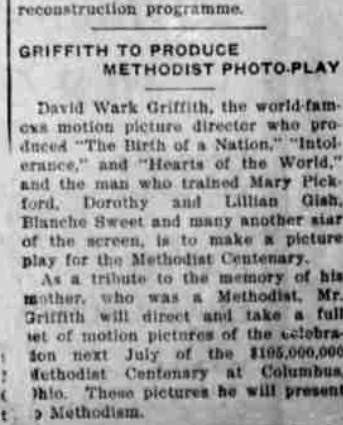 reconstruction programme.
GRIFFITH TO PRODUCE
METHODIST PHOTO-PLAY
David Wark Griffith, the world-fam-
ous motion picture director who pro-
duced "The Birth of a Nation," "Intol-
erance," and "Hearts of the World,"
and the man who trained Mary Pick-
ford, Dorothy and Lillian Gish,
Blanche Sweet and many another star
of the screen, is to make a picture
play for the Methodist Centenary.
As a tribute to the memory of his
mother, who was a Methodist, Mr.
Griffith will direct and take a full
set of motion pictures of the celebra-
tion next July of the $105,000,000
Methodist Centenary at Columbus,
Ohio. These pictures he will present
to Methodism.